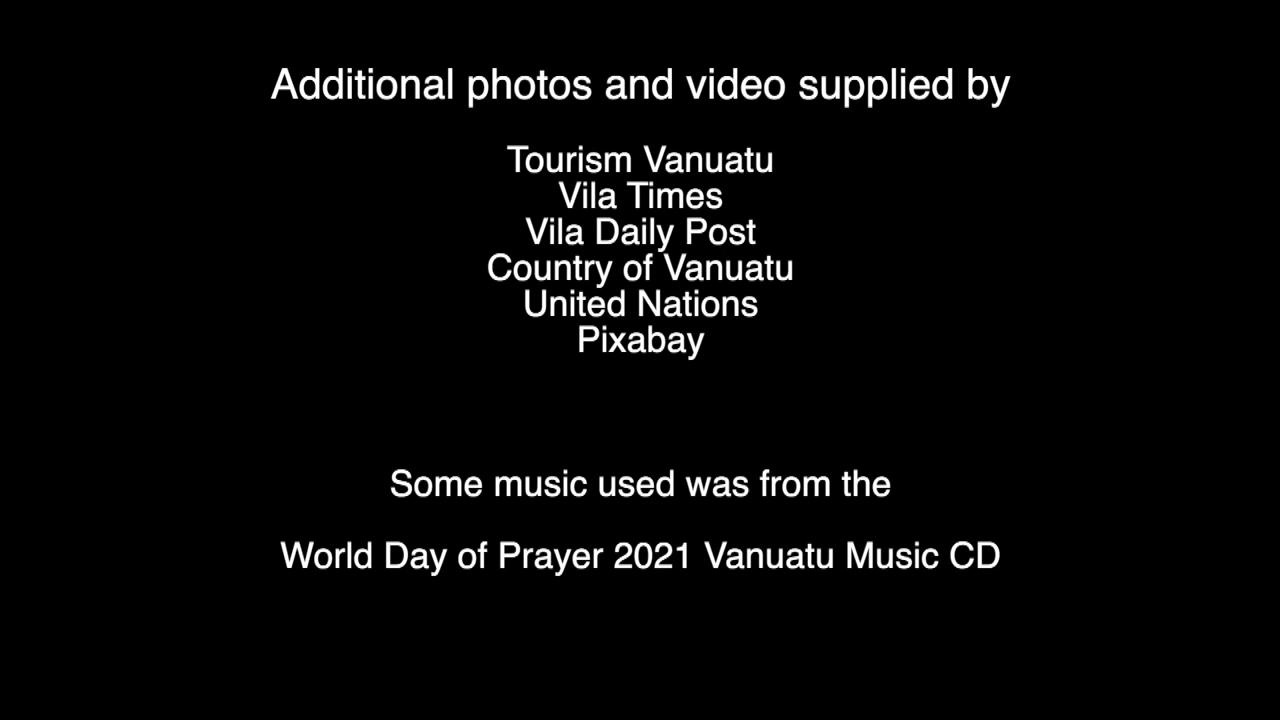 Additional photos and video supplied by
Tourism Vanuatu
Vila Times
Vila Daily Post
Country of Vanuatu
United Nations
Pixabay
Some music used was from the
World Day of Prayer 2021 Vanuatu Music CD